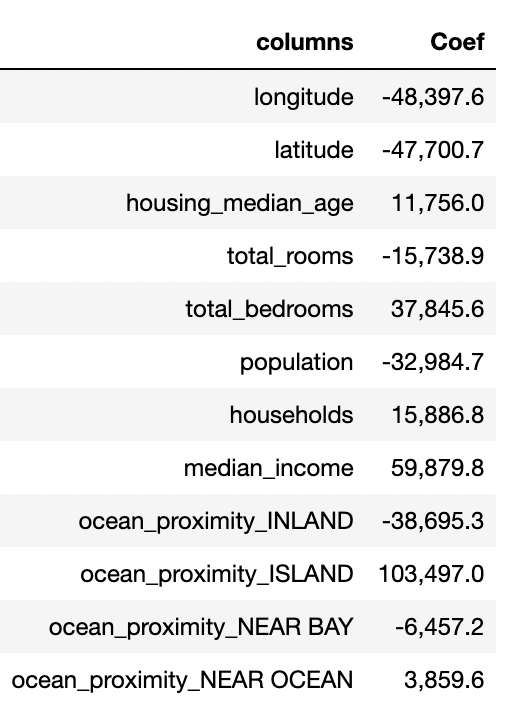 columns Coef
longitude -48,397.6
latitude -47,700.7
housing_median_age 11,756.0
total_rooms -15,738.9
total_bedrooms 37,845.6
population -32,984.7
households 15,886.8
median_income 59,879.8
ocean_proximity_INLAND -38,695.3
ocean_proximity_ISLAND 103,497.0
ocean_proximity_NEAR BAY -6,457.2
ocean_proximity_NEAR OCEAN 3,859.6